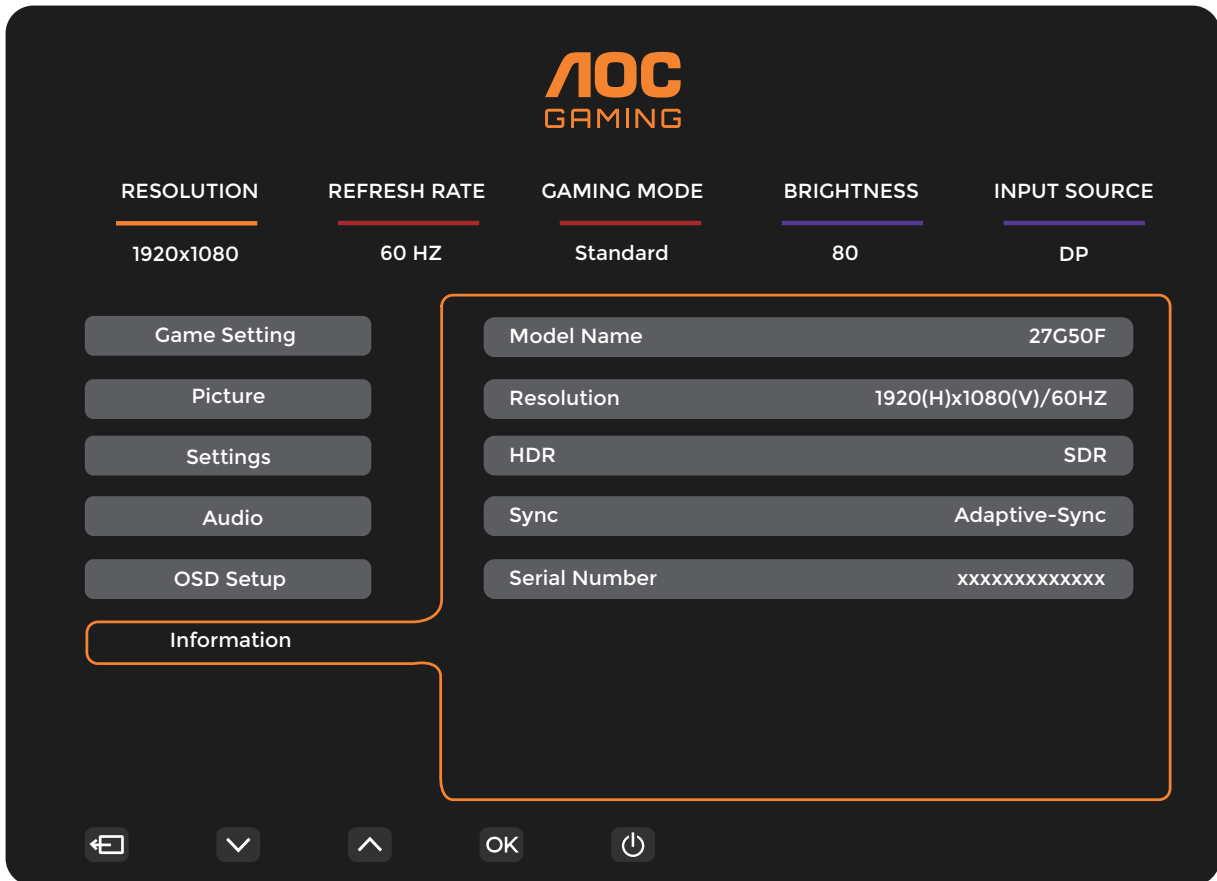 AOC
GAMING
RESOLUTION REFRESH RATE GAMING MODE BRIGHTNESS INPUT SOURCE
1920x1080 60 HZ Standard 80 DP
Game Setting
Picture
Settings
Audio
OSD Setup
Information
Model Name 27G50F
Resolution 1920(H)x1080(V)/60HZ
HDR SDR
Sync Adaptive-Sync
Serial Number xxxxxxxxxxxxx
OK